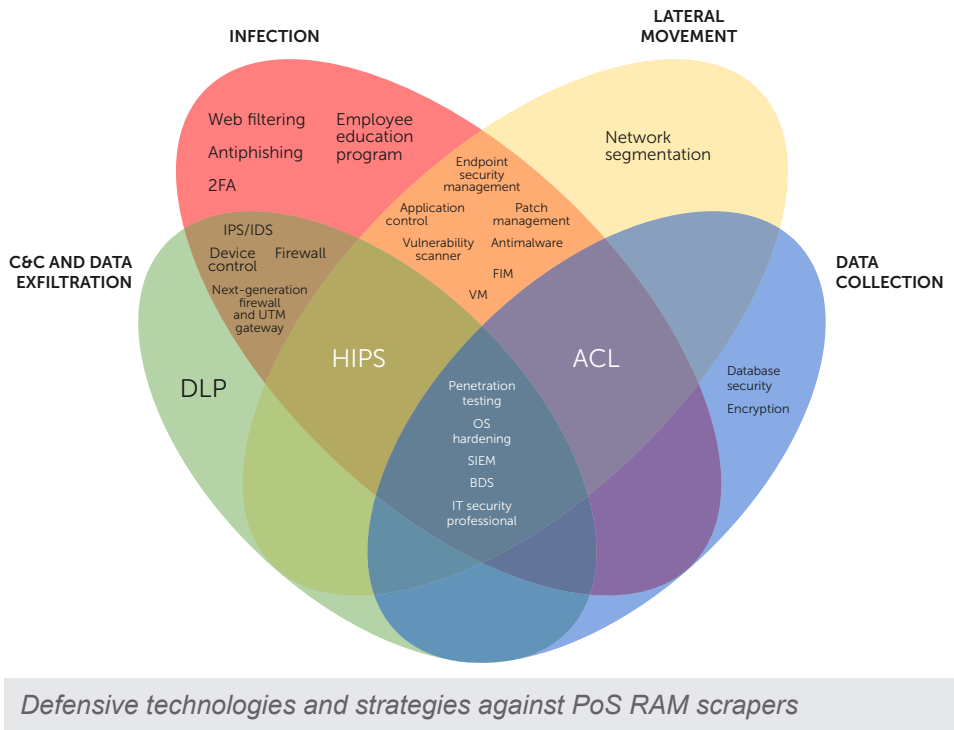 INFECTION
LATERAL
MOVEMENT
Web filtering
Antiphishing
2FA
Employee
education
program
Network
segmentation
Endpoint
security
management
Application
control
Patch
management
Vulnerability
scanner
Antimalware
FIM
VM
IPS/IDS
Device
control
Firewall
Next-generation
firewall
and UTM
gateway
C&C AND DATA
EXFILTRATION
DATA
COLLECTION
HIPS
ACL
DLP
Database
security
Encryption
Penetration
testing
OS
hardening
SIEM
BDS
IT security
professional
Defensive technologies and strategies against PoS RAM scrapers